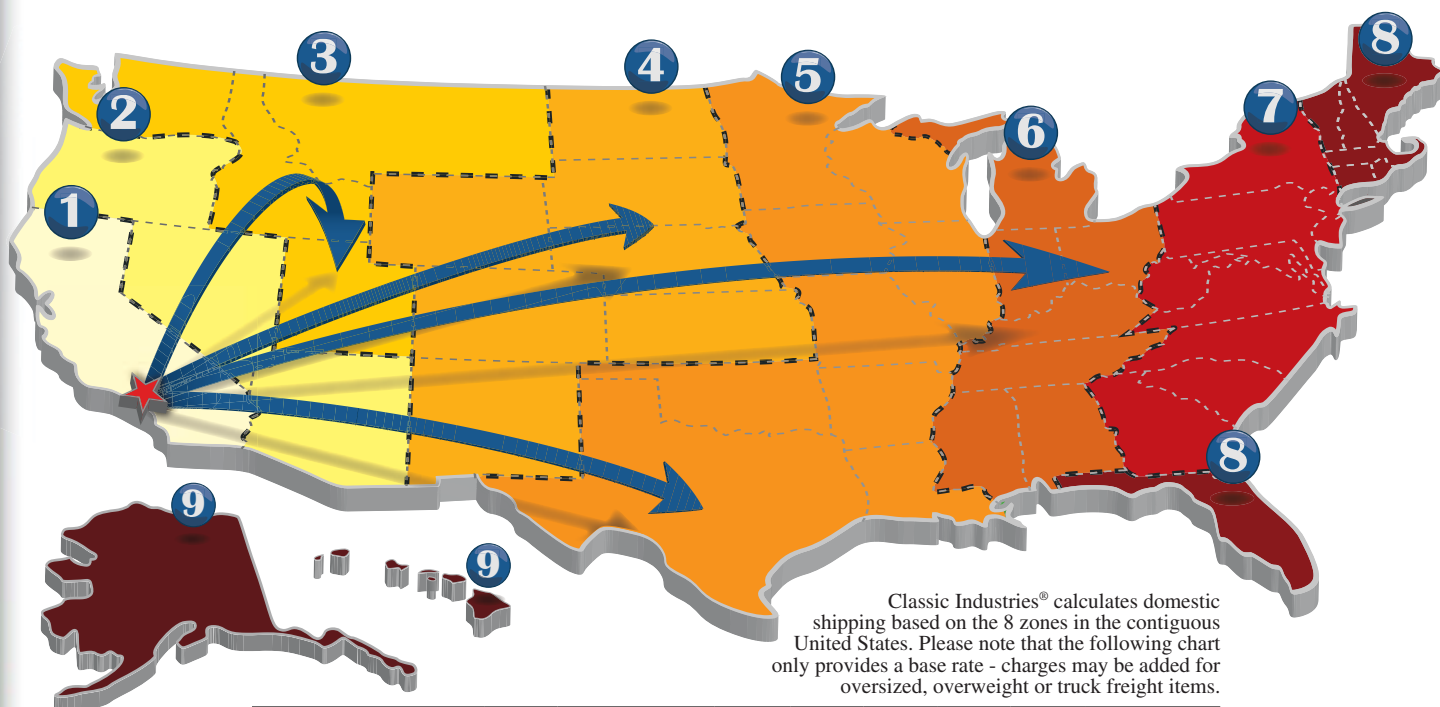 8
3
4
5
2
7
6
1
8
9
9
Classic Industries® calculates domestic
shipping based on the 8 zones in the contiguous
United States. Please note that the following chart
only provides a base rate - charges may be added for
oversized, overweight or truck freight items.